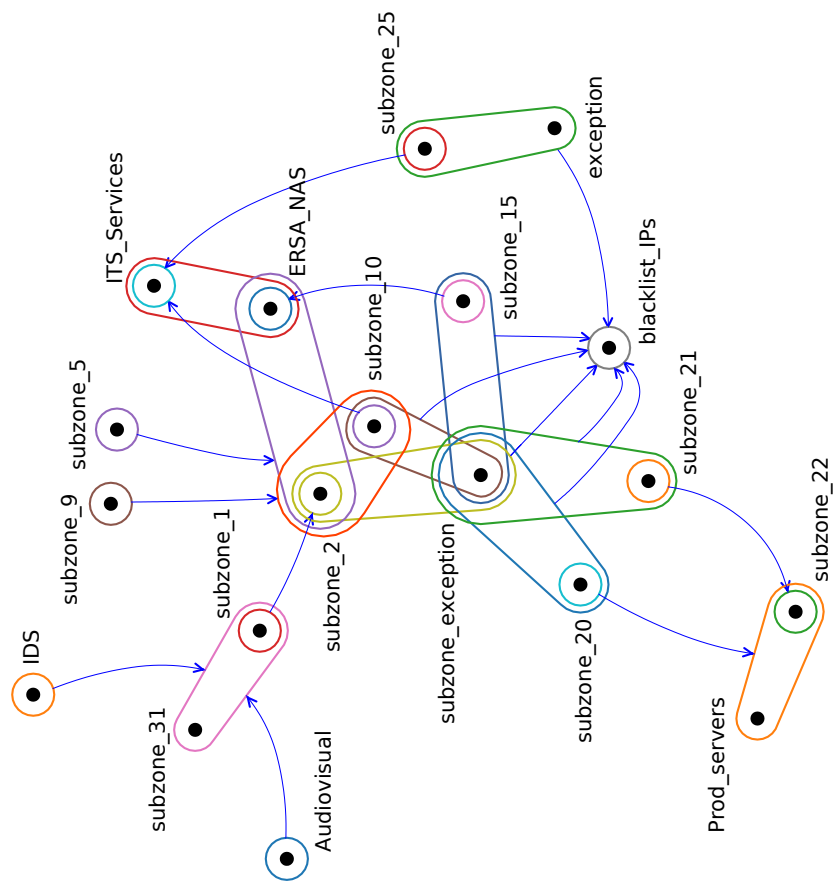 subzone_25
exception
ITS_Services
ERSA_NAS
subzone_15
subzone_10
blacklist_IPs
subzone_5
subzone_21
subzone_9
subzone_1
subzone_2
subzone_exception
subzone_22
subzone_20
IDS
subzone_31
Prod_servers
Audiovisual